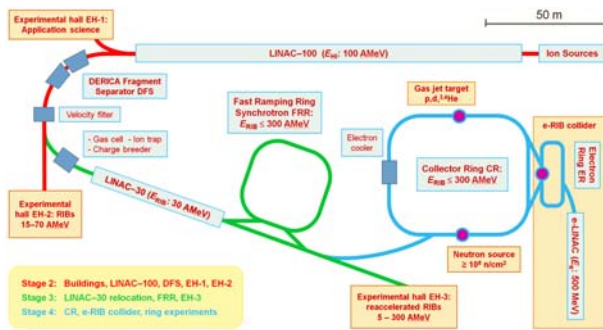 Experimental hall EH-1:
Application science
50 m
LINAC–100 (EHI: 100 AMeV)
Ion Sources
DERICA Fragment
Separator DFS
Velocity filter
- Gas cell - Ion trap
- Charge breeder
Fast Ramping Ring
Synchrotron FRR:
ERIB ≤ 300 AMeV
Gas jet target
p,d,3,4He
e-RIB collider
Electron
cooler
Collector Ring CR:
ERIB ≤ 300 AMeV
Electron
Ring ER
LINAC–30 (ERIB: 30 AMeV)
Experimental
hall EH-2: RIBs
15–70 AMeV
e-LINAC (Ee: 500 MeV)
Neutron source
n/cm2
Stage 2: Buildings, LINAC–100, DFS, EH-1, EH-2
Stage 3: LINAC–30 relocation, FRR, EH-3
Stage 4: CR, e-RIB collider, ring experiments
Experimental hall EH-3:
reaccelerated RIBs
5 – 300 AMeV